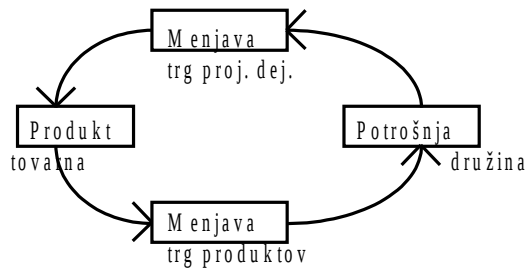 Menjava
trg proj. dej.
Produkt
tovarna
Potrošnja
družina
Menjava
trg produktov